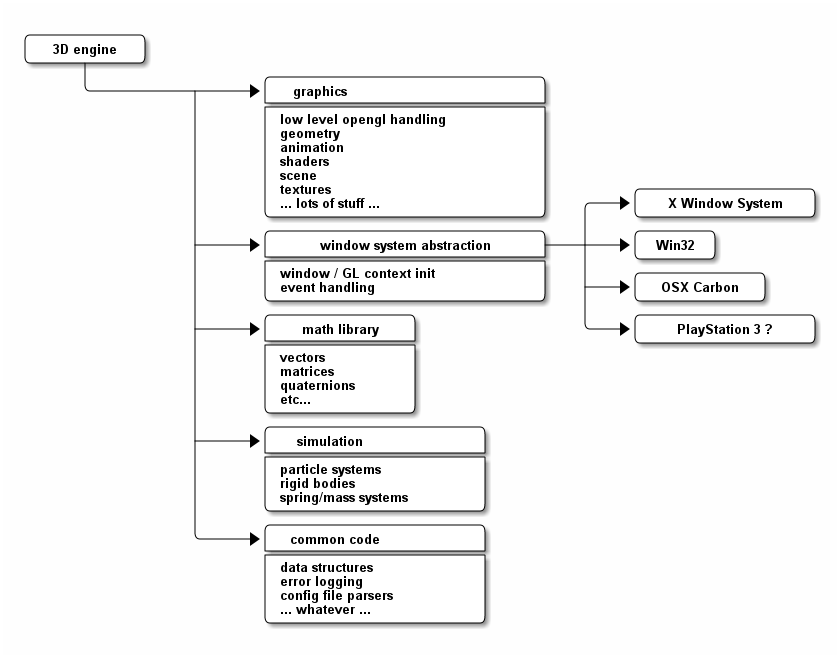 3D engine
graphics
low level opengl handling
geometry
animation
shaders
scene
textures
... lots of stuff ...
window system abstraction
window / GL context init
event handling
X Window System
Win32
OSX Carbon
PlayStation 3 ?
math library
vectors
matrices
quaternions
etc...
simulation
particle systems
rigid bodies
spring/mass systems
common code
data structures
error logging
config file parsers
... whatever ...